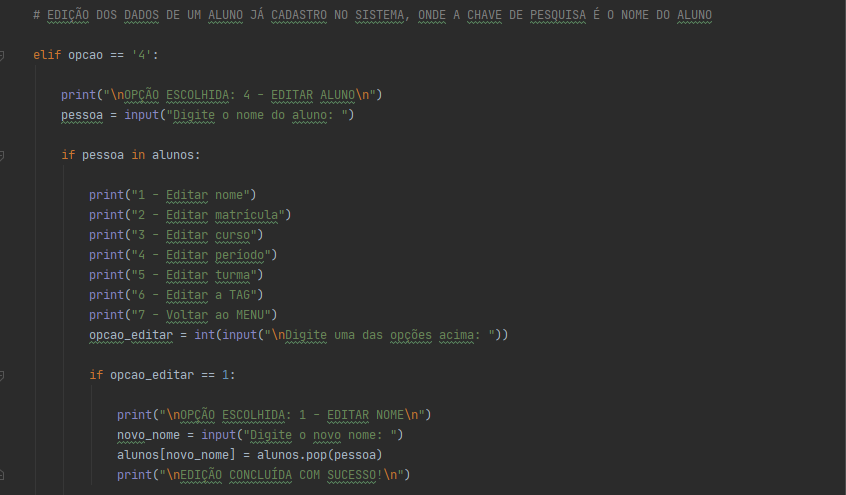 # EDIÇÃO DOS DADOS DE UM ALUNO JÁ CADASTRO NO SISTEMA, ONDE A CHAVE DE PESQUISA É O NOME DO ALUNO
elif opcao == '4':
print("\nOPÇÃO ESCOLHIDA: 4 - EDITAR ALUNO\n")
pessoa = input("Digite o nome do aluno: ")
if pessoa in alunos:
print("1 - Editar nome")
print("2 - Editar matrícula")
print("3 - Editar curso")
print("4 - Editar período")
print("5 - Editar turma")
print("6 - Editar a TAG")
print("7 - Voltar ao MENU")
opcao_editar = int(input("\nDigite uma das opções acima: "))
if opcao_editar == 1:
print("\nOPÇÃO ESCOLHIDA: 1 - EDITAR NOME\n")
novo_nome = input("Digite o novo nome: ")
alunos[novo_nome] = alunos.pop(pessoa)
print("\nEDIÇÃO CONCLUÍDA COM SUCESSO!\n")